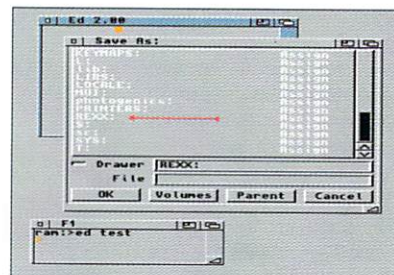 Ed 2.00
Save As:
KEYMAPS: Assign
L: Assign
lib: Assign
LIBS: Assign
LOCALE: Assign
MUI: Assign
photogenics: Assign
PRINTERS: Assign
REXX: Assign
S: Assign
sc: Assign
SYS: Assign
T: Assign
Drawer REXX:
File
OK Volumes Parent Cancel
F1
ram:>ed test